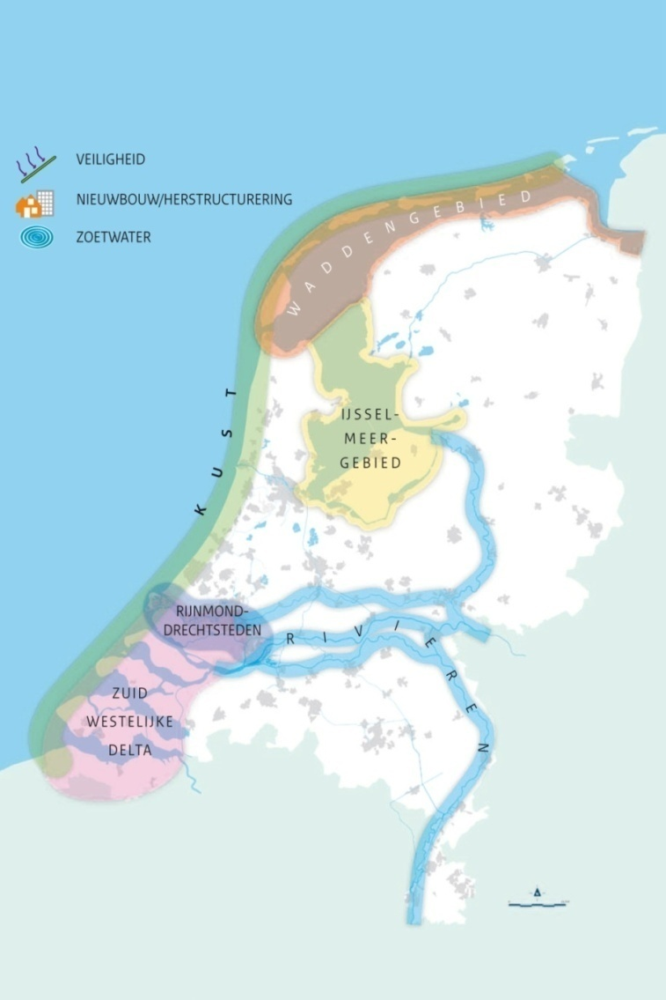 VEILIGHEID
NIEUWBOUW/HERSTRUCTURERING
ZOETWATER
WADDENGEBIED
KUST
IJSSEL-
MEER-
GEBIED
RIJNMOND-
DRECHTSTEDEN
RIVIEREN
ZUID
WESTELIJKE
DELTA